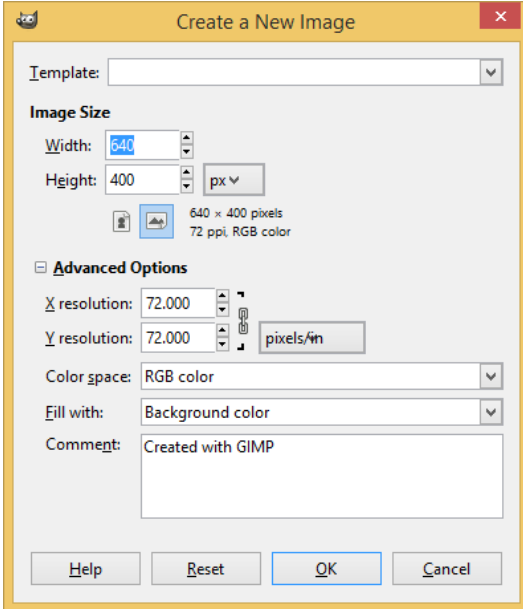 Create a New Image
Template:
Image Size
Width: 640
Height: 400 px
640 × 400 pixels
72 ppi, RGB color
Advanced Options
X resolution: 72.000
Y resolution: 72.000 pixels/in
Color space: RGB color
Fill with: Background color
Comment: Created with GIMP
Help Reset OK Cancel